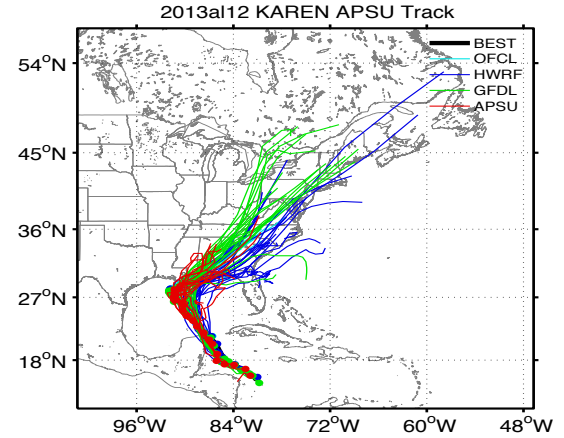 2013al12 KAREN APSU Track
BEST
OFCL
HWRF
GFDL
APSU
54°N
45°N
36°N
27°N
18°N
96°W 84°W 72°W 60°W 48°W